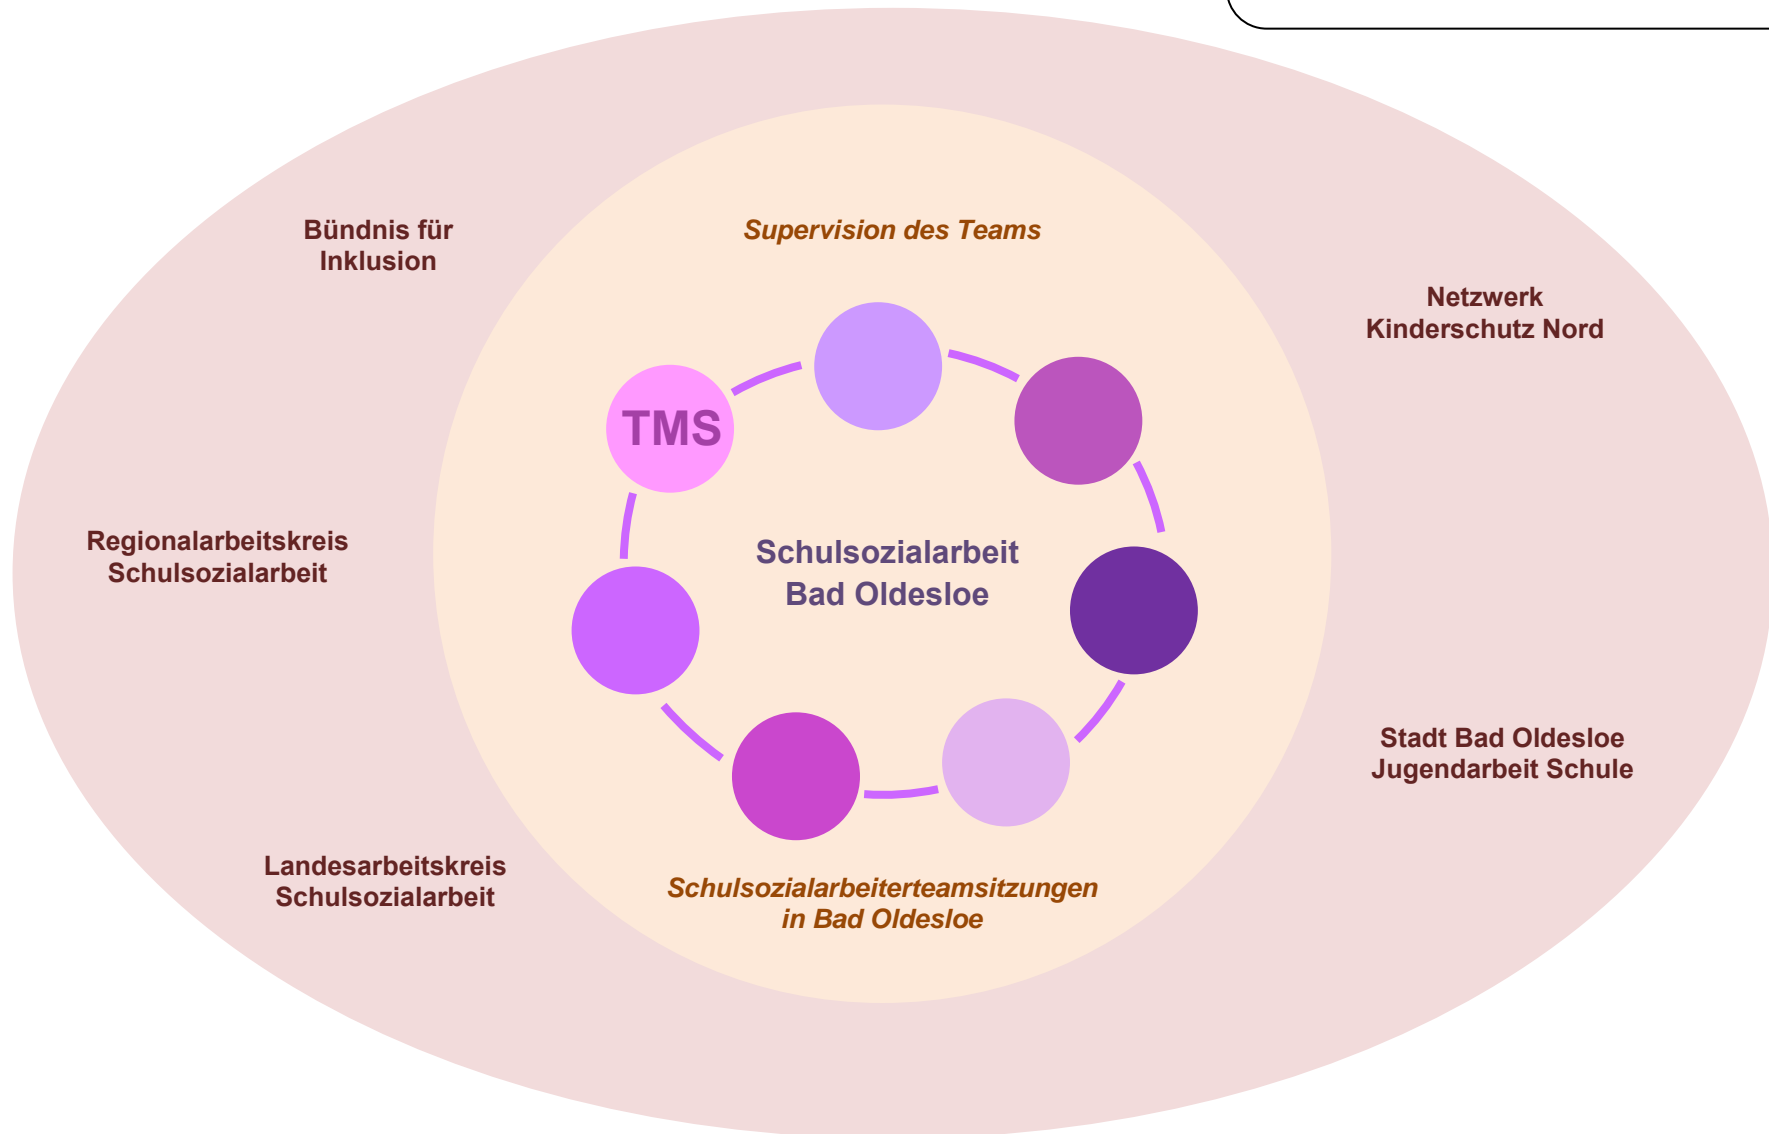 Bündnis für
Inklusion
Supervision des Teams
Netzwerk
Kinderschutz Nord
TMS
Regionalarbeitskreis
Schulsozialarbeit
Schulsozialarbeit
Bad Oldesloe
Stadt Bad Oldesloe
Jugendarbeit Schule
Landesarbeitskreis
Schulsozialarbeit
Schulsozialarbeiterteamsitzungen
in Bad Oldesloe